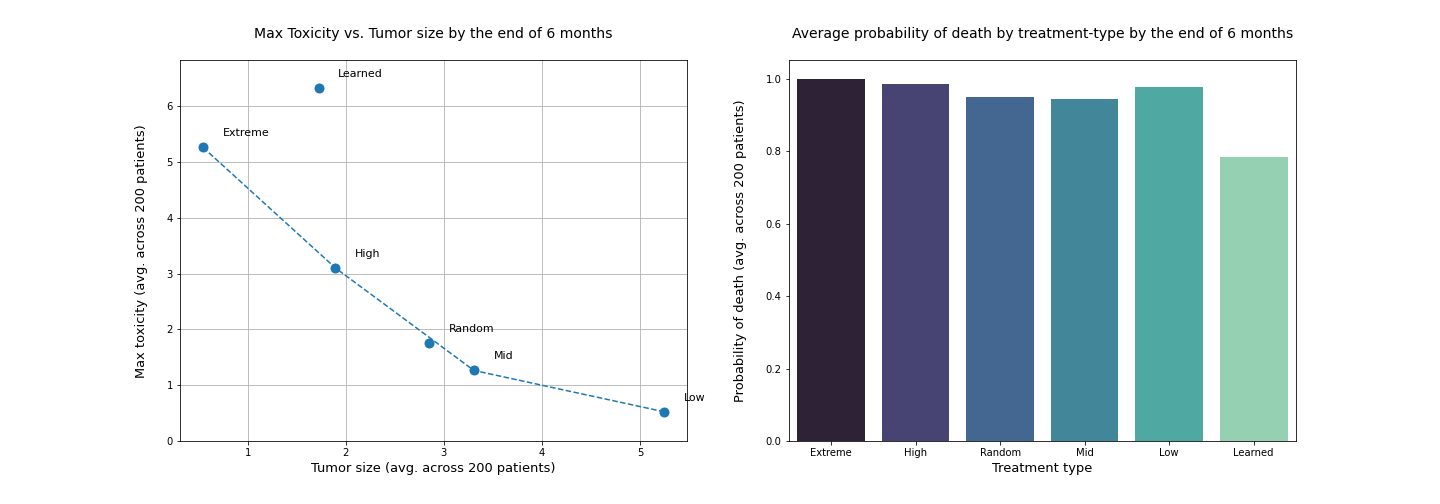 Max Toxicity vs. Tumor size by the end of 6 months
Max toxicity (avg. across 200 patients)
6
5
4
3
2
1
0
Learned
Extreme
High
Random
Mid
Low
1 2 3 4 5
Tumor size (avg. across 200 patients)
Average probability of death by treatment-type by the end of 6 months
Probability of death (avg. across 200 patients)
1.0
0.8
0.6
0.4
0.2
0.0
Extreme High Random Mid Low Learned
Treatment type